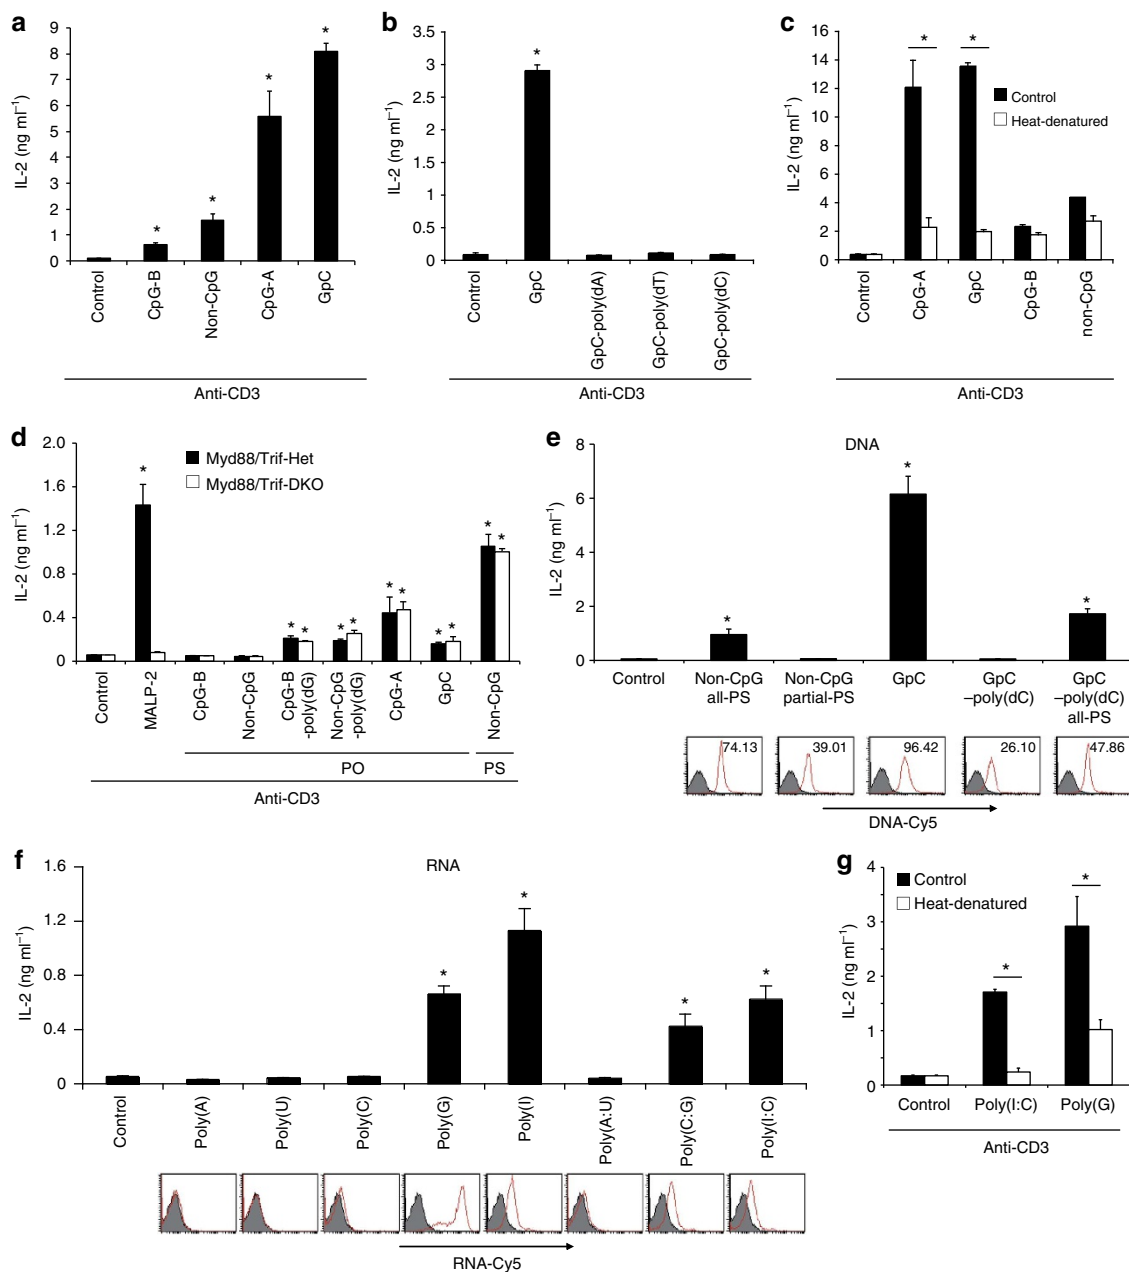 a
IL-2 (ng ml⁻¹)
9
8
7
6
5
4
3
2
1
0
*
*
*
*
Control
CpG-B
Non-CpG
CpG-A
GpC
Anti-CD3
b
IL-2 (ng ml⁻¹)
3.5
3
2.5
2
1.5
1
0.5
0
*
Control
GpC
GpC-poly(dA)
GpC-poly(dT)
GpC-poly(dC)
Anti-CD3
c
IL-2 (ng ml⁻¹)
16
14
12
10
8
6
4
2
0
*
*
Control
Heat-denatured
Control
CpG-A
GpC
CpG-B
non-CpG
Anti-CD3
d
IL-2 (ng ml⁻¹)
2.0
1.6
1.2
0.8
0.4
0
Myd88/Trif-Het
Myd88/Trif-DKO
*
* *
* *
* *
* *
* *
Control
MALP-2
CpG-B
Non-CpG
CpG-B
-poly(dG)
Non-CpG
-poly(dG)
CpG-A
GpC
Non-CpG
PO
PS
Anti-CD3
e
DNA
IL-2 (ng ml⁻¹)
8
6
4
2
0
*
*
*
Control
Non-CpG
all-PS
Non-CpG
partial-PS
GpC
GpC
–poly(dC)
GpC
–poly(dC)
all-PS
74.13
39.01
96.42
26.10
47.86
DNA-Cy5
f
RNA
IL-2 (ng ml⁻¹)
1.6
1.2
0.8
0.4
0
*
*
*
*
Control
Poly(A)
Poly(U)
Poly(C)
Poly(G)
Poly(I)
Poly(A:U)
Poly(C:G)
Poly(I:C)
RNA-Cy5
g
IL-2 (ng ml⁻¹)
4
3
2
1
0
Control
Heat-denatured
*
*
Control
Poly(I:C)
Poly(G)
Anti-CD3